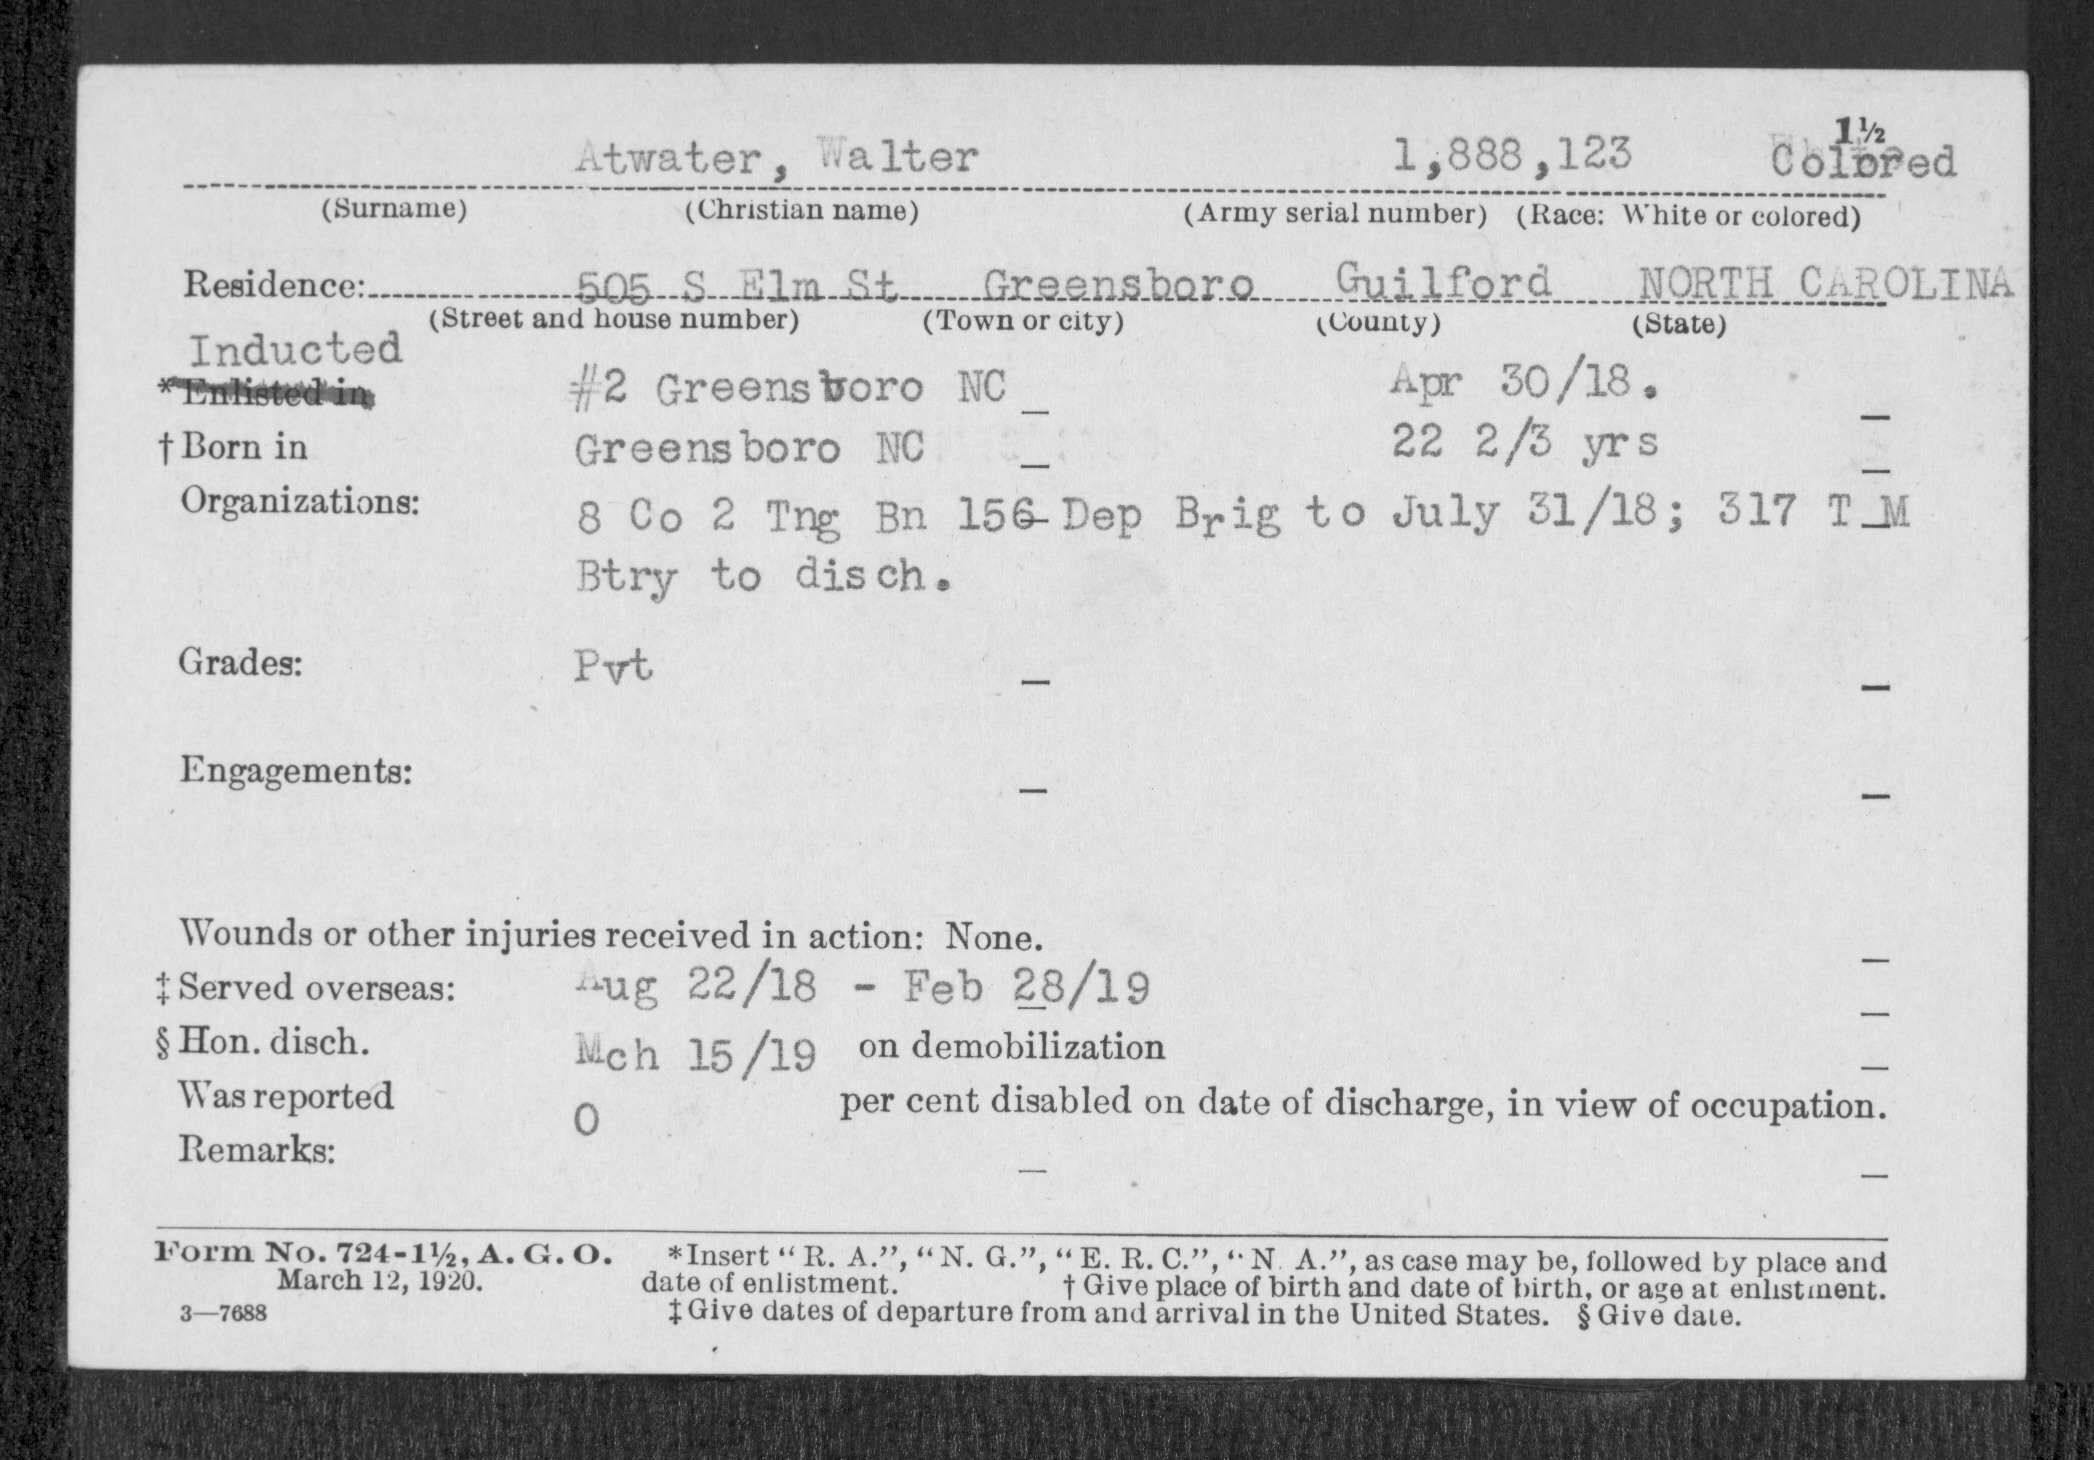 1½
Atwater, Walter 1,888,123 Colored
(Surname) (Christian name) (Army serial number) (Race: White or colored)
Residence: 505 S Elm St Greensboro Guilford NORTH CAROLINA
(Street and house number) (Town or city) (County) (State)
Inducted
*Enlisted in #2 Greensboro NC _ Apr 30/18. _
†Born in Greensboro NC _ 22 2/3 yrs _
Organizations: 8 Co 2 Tng Bn 156 Dep Brig to July 31/18; 317 T M
Btry to disch.
Grades: Pvt _ _
Engagements: _ _
Wounds or other injuries received in action: None. _
‡Served overseas: Aug 22/18 - Feb 28/19 _
§Hon. disch. Mch 15/19 on demobilization _
Was reported 0 per cent disabled on date of discharge, in view of occupation.
Remarks: _ _
Form No. 724-1½, A. G. O. *Insert “R. A.”, “N. G.”, “E. R. C.”, “N. A.”, as case may be, followed by place and
March 12, 1920. date of enlistment. †Give place of birth and date of birth, or age at enlistment.
3—7688 ‡Give dates of departure from and arrival in the United States. §Give date.